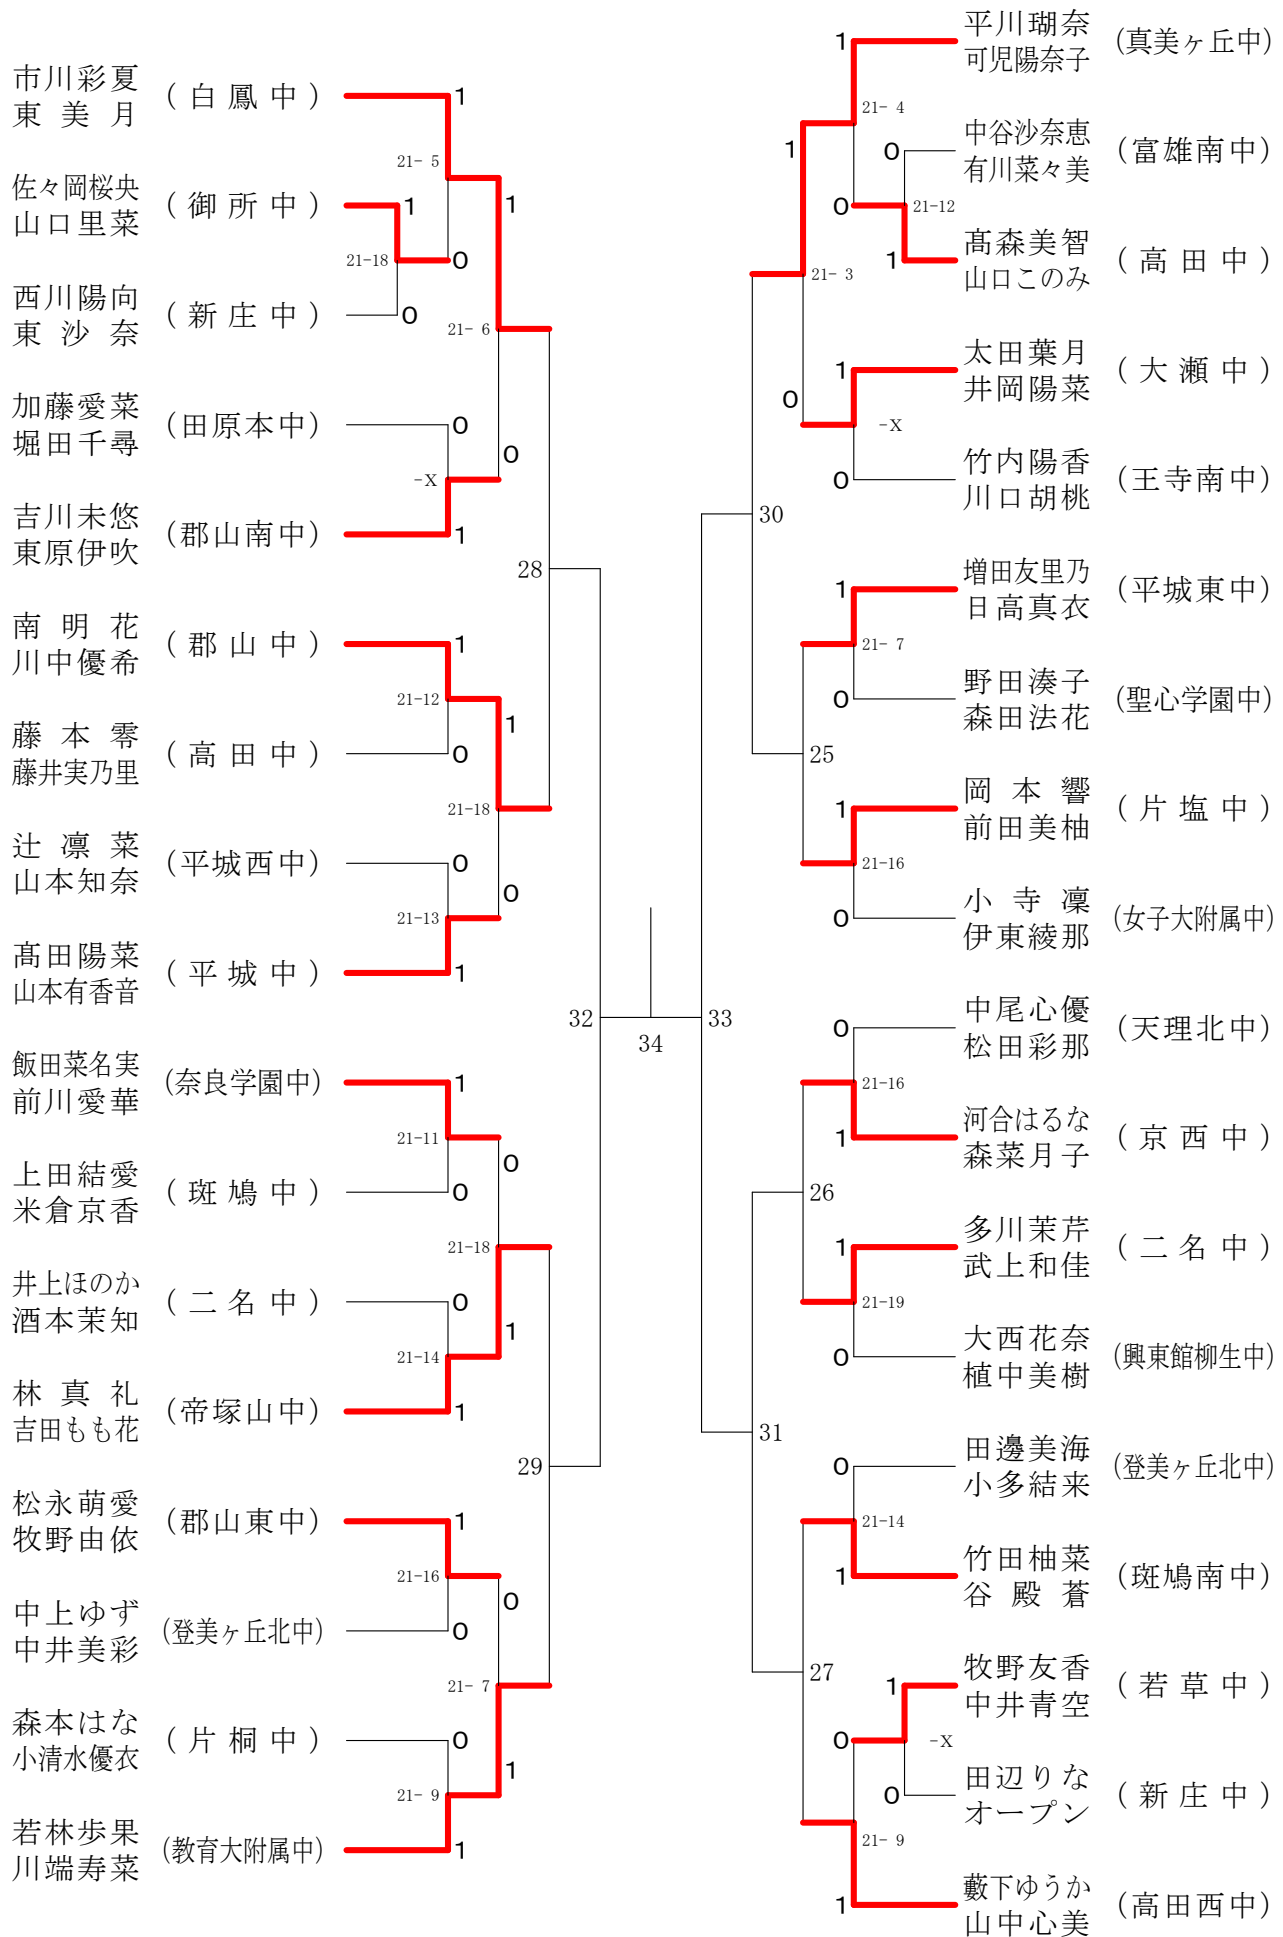 市川彩夏
東 美 月
( 白 鳳 中 )
1
21- 5
佐々岡桜央
山口里菜
( 御 所 中 )
1
1
21-18
0
西川陽向
東 沙 奈
( 新 庄 中 )
0
21- 6
加藤愛菜
堀田千尋
(田原本中)
0
0
-X
吉川未悠
東原伊吹
(郡山南中)
1
28
南 明 花
川中優希
( 郡 山 中 )
1
21-12
1
藤 本 零
藤井実乃里
( 高 田 中 )
0
21-18
辻 凛 菜
山本知奈
(平城西中)
0
0
21-13
髙田陽菜
山本有香音
( 平 城 中 )
1
32
34
33
飯田菜名実
前川愛華
(奈良学園中)
1
21-11
0
上田結愛
米倉京香
( 斑 鳩 中 )
0
21-18
井上ほのか
酒本茉知
( 二 名 中 )
0
1
21-14
林 真 礼
吉田もも花
(帝塚山中)
1
29
松永萌愛
牧野由依
(郡山東中)
1
21-16
0
中上ゆず
中井美彩
(登美ヶ丘北中)
0
21- 7
森本はな
小清水優衣
( 片 桐 中 )
0
1
21- 9
若林歩果
川端寿菜
(教育大附属中)
1
1
平川瑚奈
可児陽奈子
(真美ヶ丘中)
21- 4
1
0
中谷沙奈恵
有川菜々美
(富雄南中)
0
21-12
1
髙森美智
山口このみ
( 高 田 中 )
21- 3
1
太田葉月
井岡陽菜
( 大 瀬 中 )
0
-X
0
竹内陽香
川口胡桃
(王寺南中)
30
1
増田友里乃
日高真衣
(平城東中)
21- 7
0
野田湊子
森田法花
(聖心学園中)
25
1
岡 本 響
前田美柚
( 片 塩 中 )
21-16
0
小 寺 凜
伊東綾那
(女子大附属中)
0
中尾心優
松田彩那
(天理北中)
21-16
1
河合はるな
森菜月子
( 京 西 中 )
26
1
多川茉芹
武上和佳
( 二 名 中 )
21-19
0
大西花奈
植中美樹
(興東館柳生中)
31
0
田邊美海
小多結来
(登美ヶ丘北中)
21-14
1
竹田柚菜
谷 殿 蒼
(斑鳩南中)
27
1
牧野友香
中井青空
( 若 草 中 )
0
-X
0
田辺りな
オープン
( 新 庄 中 )
21- 9
1
藪下ゆうか
山中心美
(高田西中)